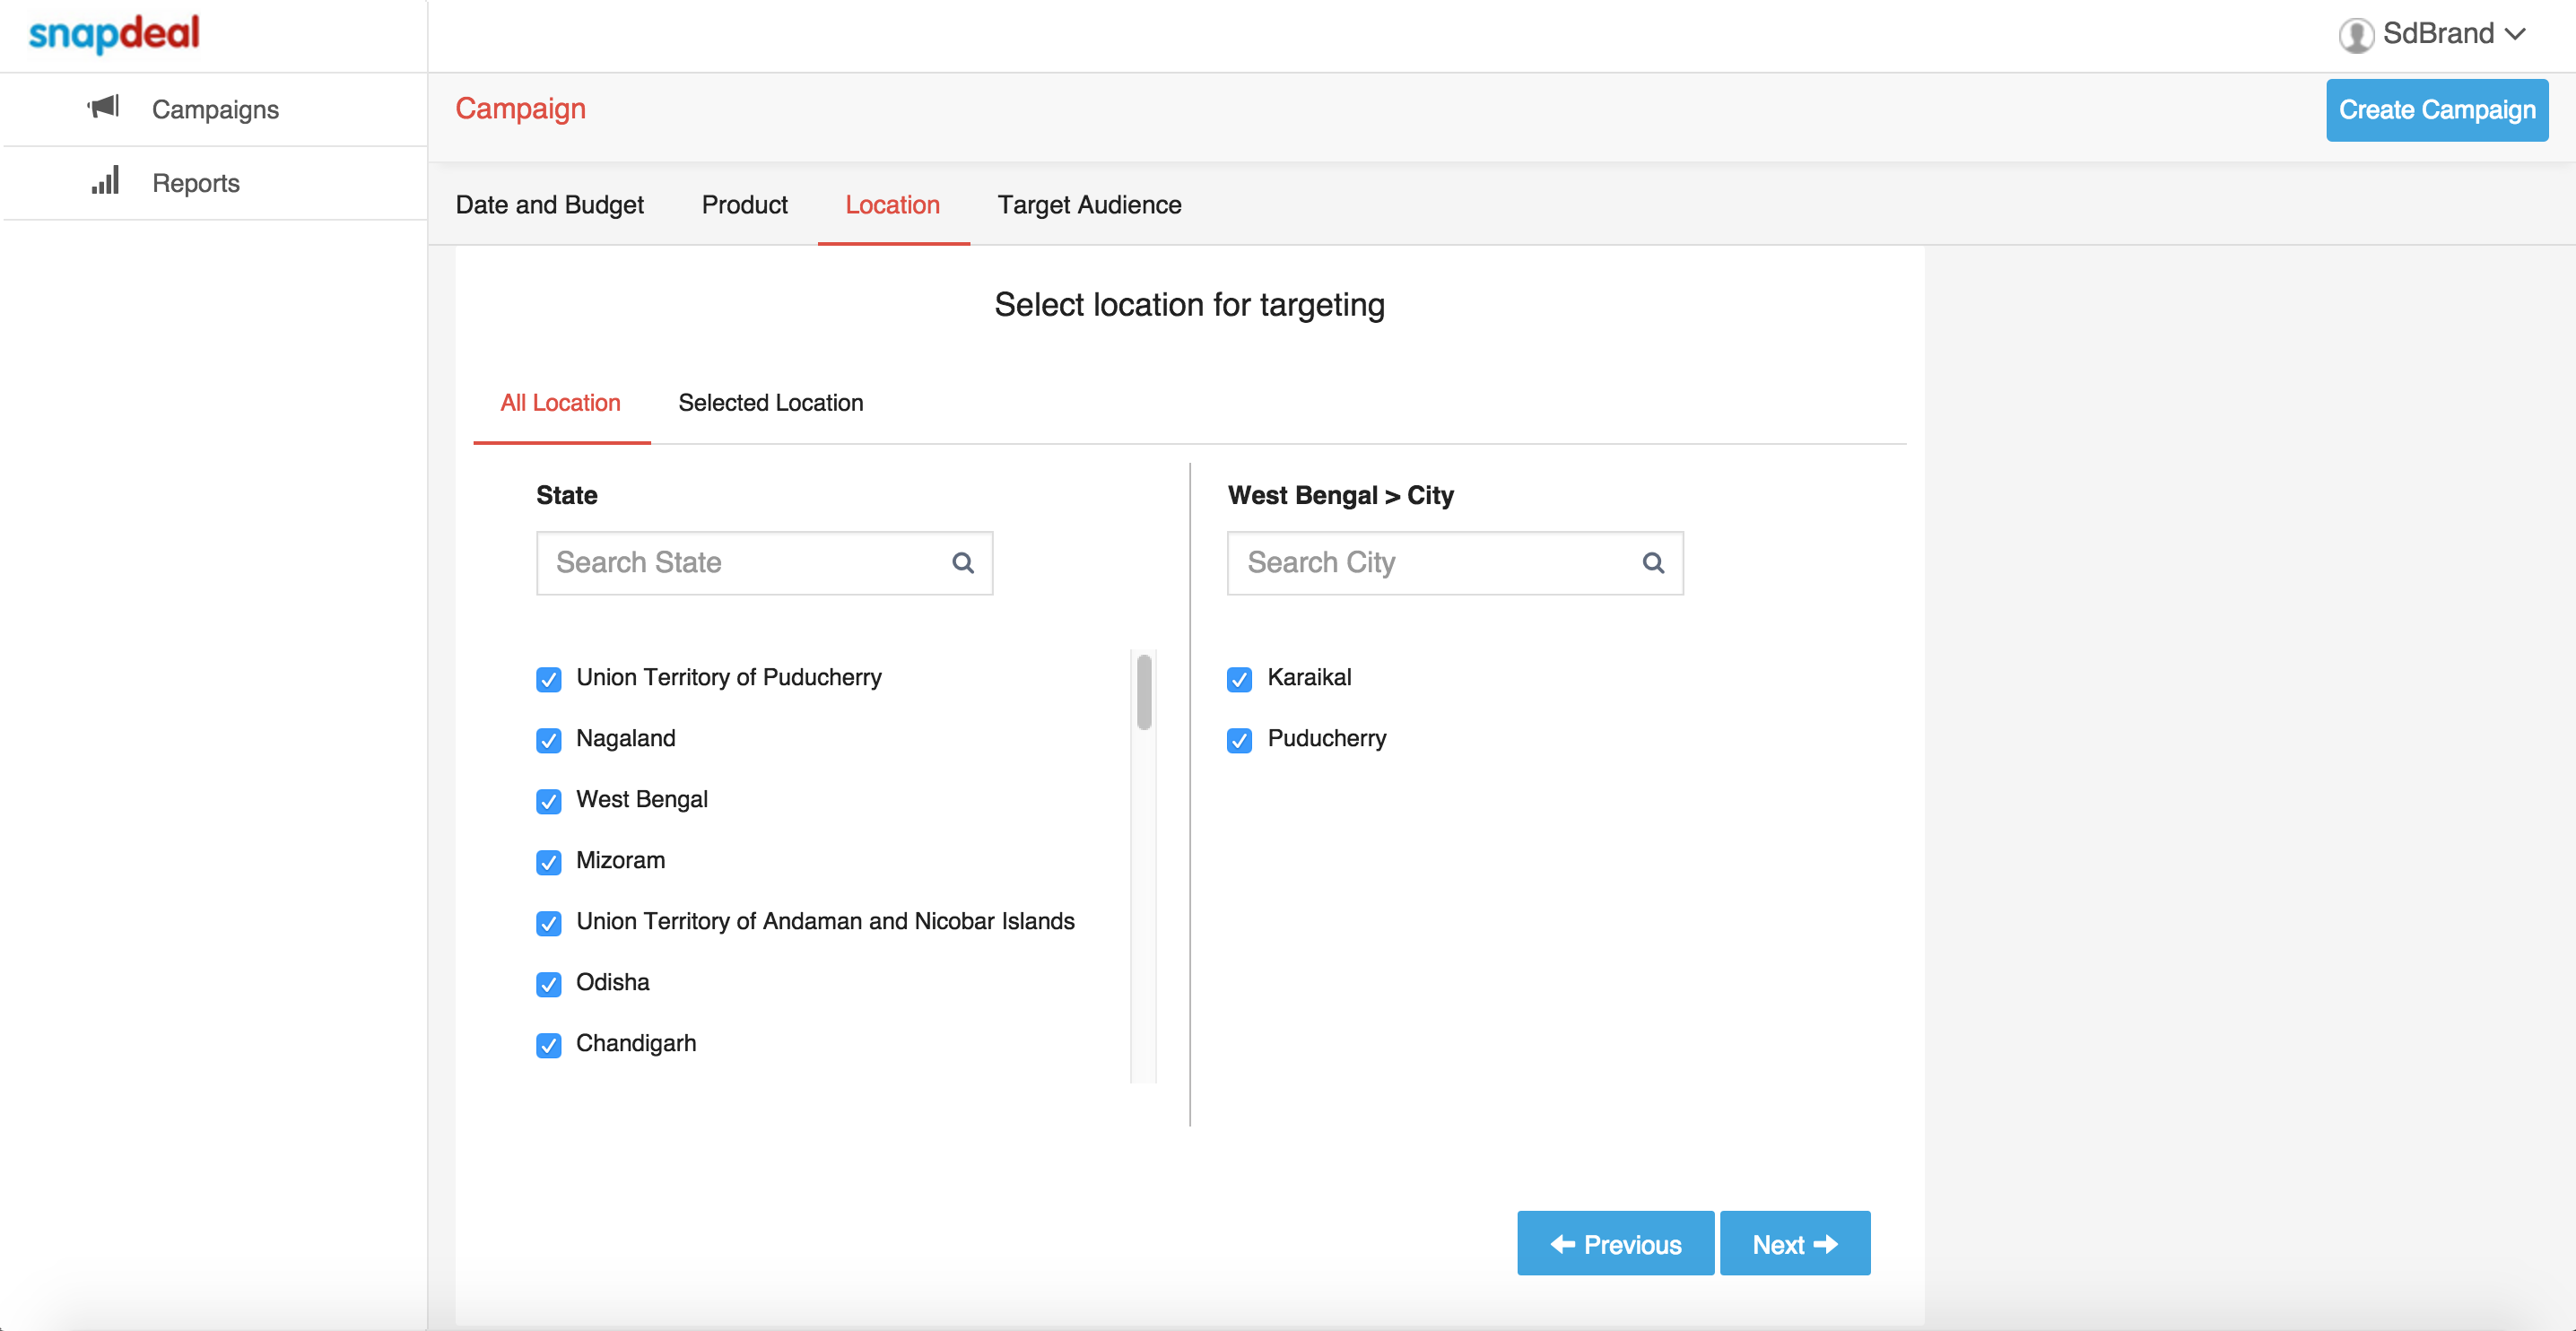 snapdeal
SdBrand
Campaigns
Reports
Campaign
Create Campaign
Date and Budget Product Location Target Audience
Select location for targeting
All Location Selected Location
State
Search State
Union Territory of Puducherry
Nagaland
West Bengal
Mizoram
Union Territory of Andaman and Nicobar Islands
Odisha
Chandigarh
West Bengal > City
Search City
Karaikal
Puducherry
Previous Next